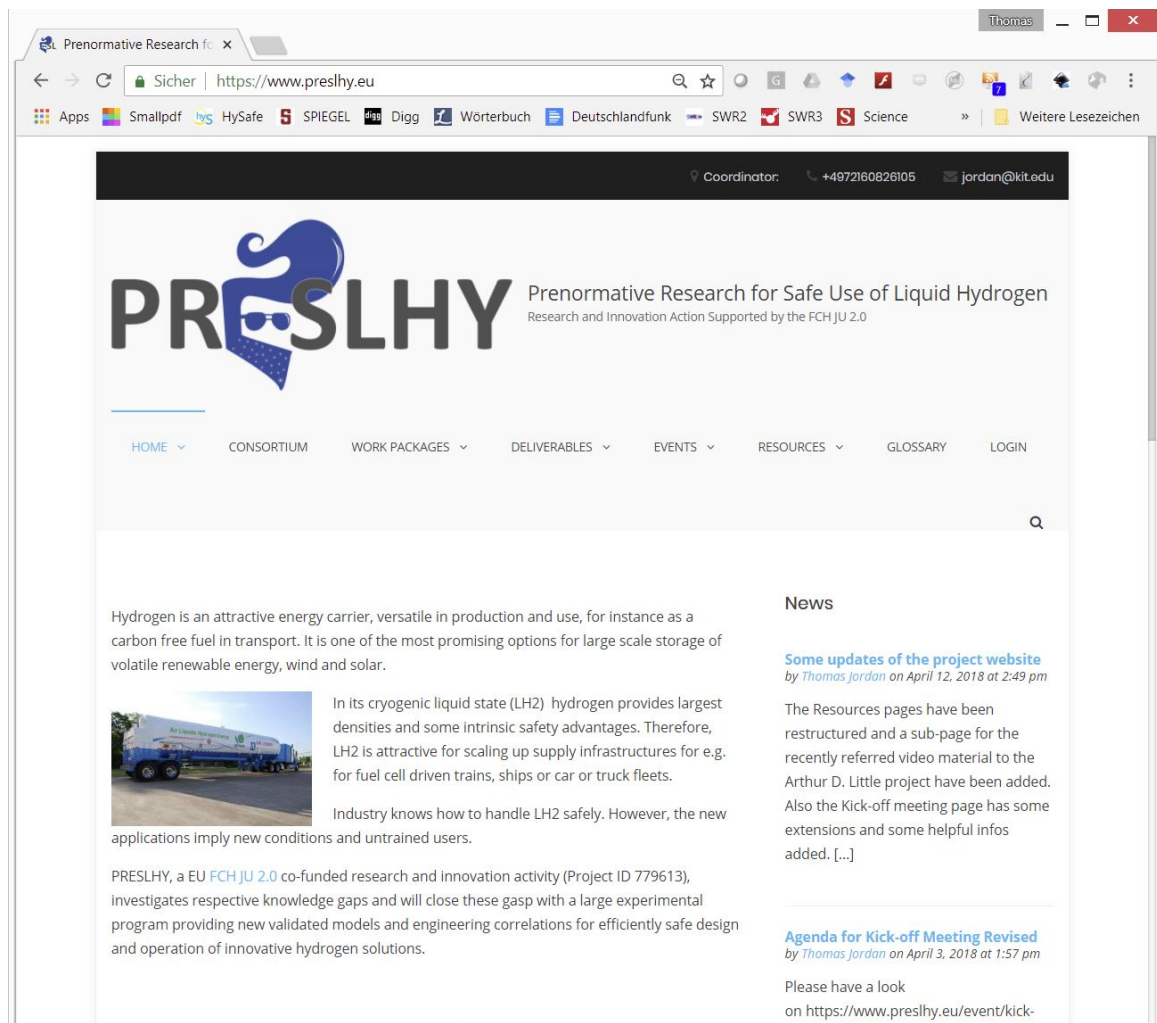 Thomas
Prenormative Research fo
Sicher | https://www.preslhy.eu
7
Apps Smallpdf hys HySafe S SPIEGEL digg Digg Wörterbuch Deutschlandfunk SWR2 SWR3 S Science » Weitere Lesezeichen
Coordinator: +4972160826105 jordan@kit.edu
PRESLHY
Prenormative Research for Safe Use of Liquid Hydrogen
Research and Innovation Action Supported by the FCH JU 2.0
HOME CONSORTIUM WORK PACKAGES DELIVERABLES EVENTS RESOURCES GLOSSARY LOGIN
Hydrogen is an attractive energy carrier, versatile in production and use, for instance as a
carbon free fuel in transport. It is one of the most promising options for large scale storage of
volatile renewable energy, wind and solar.
In its cryogenic liquid state (LH2) hydrogen provides largest
densities and some intrinsic safety advantages. Therefore,
LH2 is attractive for scaling up supply infrastructures for e.g.
for fuel cell driven trains, ships or car or truck fleets.
Industry knows how to handle LH2 safely. However, the new
applications imply new conditions and untrained users.
PRESLHY, a EU FCH JU 2.0 co-funded research and innovation activity (Project ID 779613),
investigates respective knowledge gaps and will close these gasp with a large experimental
program providing new validated models and engineering correlations for efficiently safe design
and operation of innovative hydrogen solutions.
News
Some updates of the project website
by Thomas Jordan on April 12, 2018 at 2:49 pm
The Resources pages have been
restructured and a sub-page for the
recently referred video material to the
Arthur D. Little project have been added.
Also the Kick-off meeting page has some
extensions and some helpful infos
added. [...]
Agenda for Kick-off Meeting Revised
by Thomas Jordan on April 3, 2018 at 1:57 pm
Please have a look
on https://www.preslhy.eu/event/kick-